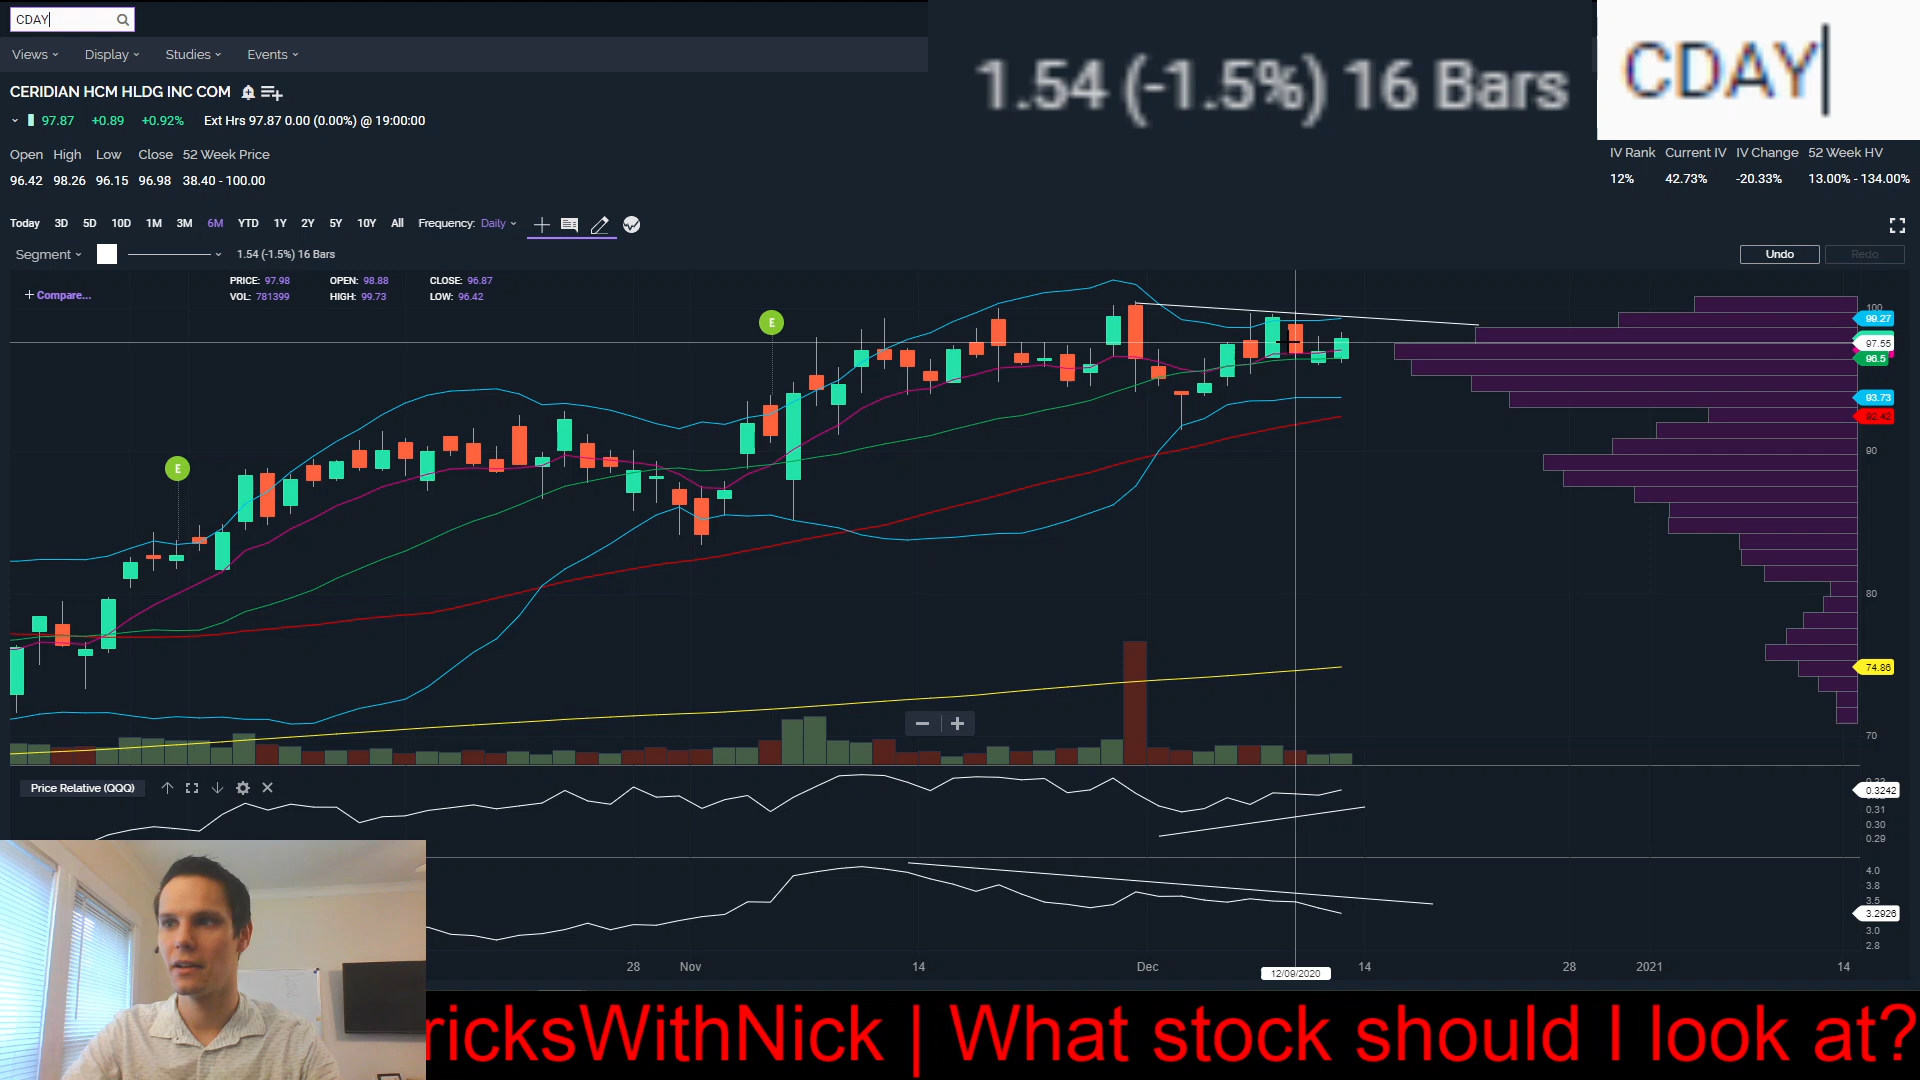 CDAY
1.54 (-1.5%) 16 Bars
CDAY
Views Display Studies Events
CERIDIAN HCM HLDG INC COM
97.87 +0.89 +0.92% Ext Hrs 97.87 0.00 (0.00%) @ 19:00:00
Open High Low Close 52 Week Price
96.42 98.26 96.15 96.98 38.40 - 100.00
IV Rank Current IV IV Change 52 Week HV
12% 42.73% -20.33% 13.00% - 134.00%
Today 3D 5D 10D 1M 3M 6M YTD 1Y 2Y 5Y 10Y All Frequency: Daily
Segment 1.54 (-1.5%) 16 Bars Undo Redo
+ Compare...
PRICE: 97.98 OPEN: 98.88 CLOSE: 96.87
VOL: 781399 HIGH: 99.73 LOW: 96.42
E
E
100
99.27
97.55
96.5
93.73
92.42
90
80
74.86
70
Price Relative (QQQ)
0.3242
0.31
0.30
0.29
4.0
3.8
3.5
3.2926
3.0
2.8
28 Nov 14 Dec 12/09/2020 14 28 2021 14
ricksWithNick | What stock should I look at?